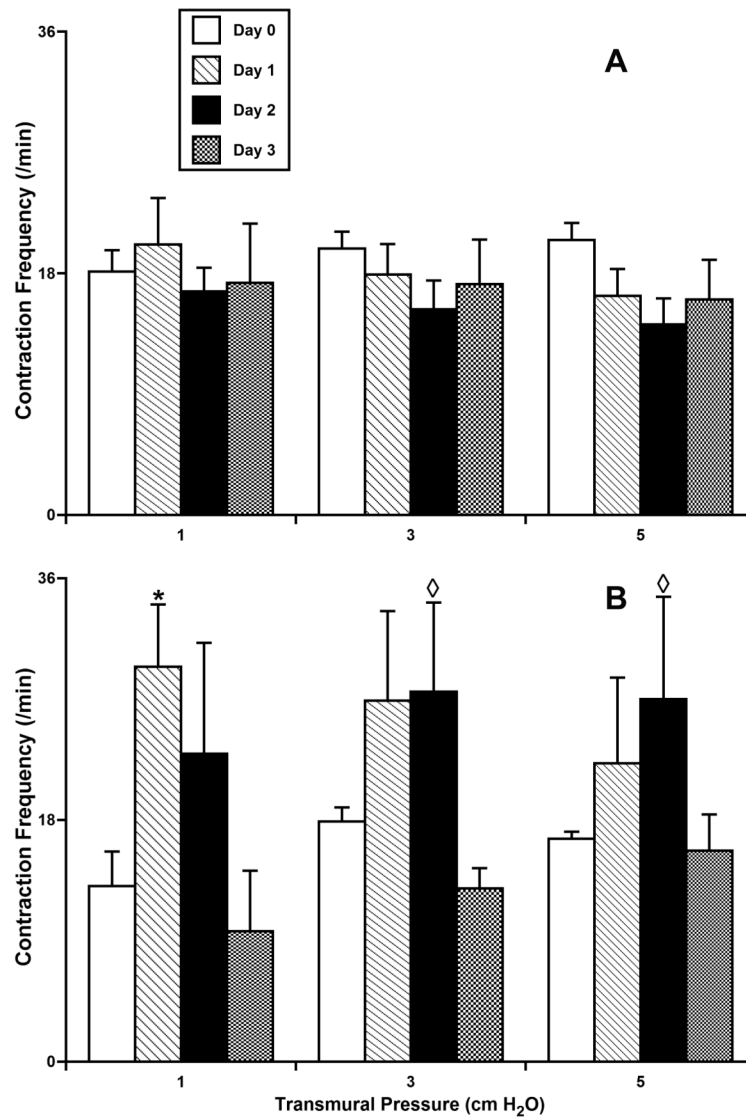 36
Day 0
Day 1
Day 2
Day 3
A
Contraction Frequency (/min)
18
0
1
3
5
36
*
◊
◊
B
Contraction Frequency (/min)
18
0
1
3
5
Transmural Pressure (cm H₂O)